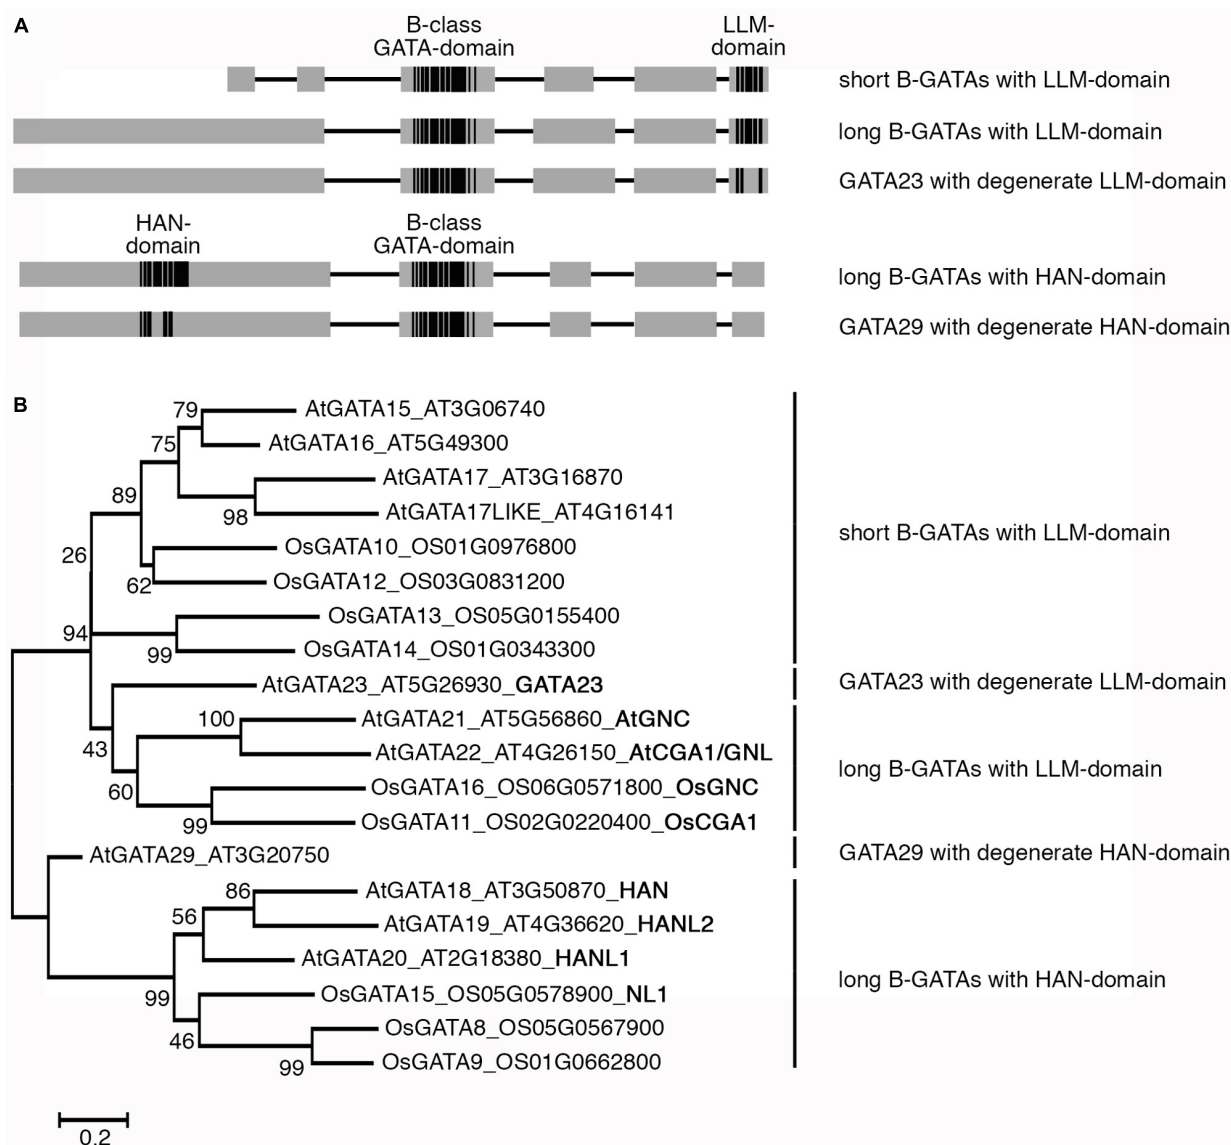 A
B-class
GATA-domain
LLM-
domain
short B-GATAs with LLM-domain
long B-GATAs with LLM-domain
GATA23 with degenerate LLM-domain
HAN-
domain
B-class
GATA-domain
long B-GATAs with HAN-domain
GATA29 with degenerate HAN-domain
B
79
AtGATA15_AT3G06740
75
AtGATA16_AT5G49300
89
AtGATA17_AT3G16870
98
AtGATA17LIKE_AT4G16141
26
OsGATA10_OS01G0976800
62
OsGATA12_OS03G0831200
short B-GATAs with LLM-domain
94
OsGATA13_OS05G0155400
99
OsGATA14_OS01G0343300
AtGATA23_AT5G26930_GATA23
GATA23 with degenerate LLM-domain
43
100
AtGATA21_AT5G56860_AtGNC
AtGATA22_AT4G26150_AtCGA1/GNL
60
OsGATA16_OS06G0571800_OsGNC
99
OsGATA11_OS02G0220400_OsCGA1
long B-GATAs with LLM-domain
AtGATA29_AT3G20750
GATA29 with degenerate HAN-domain
86
AtGATA18_AT3G50870_HAN
56
AtGATA19_AT4G36620_HANL2
AtGATA20_AT2G18380_HANL1
99
OsGATA15_OS05G0578900_NL1
46
OsGATA8_OS05G0567900
99
OsGATA9_OS01G0662800
long B-GATAs with HAN-domain
0.2